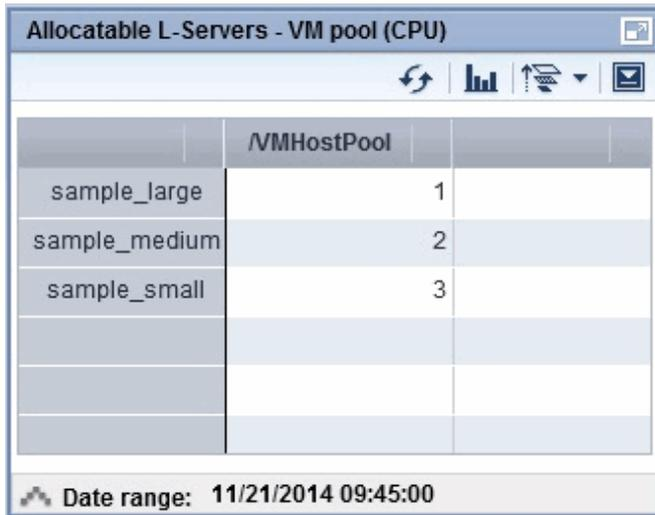 Allocatable L-Servers - VM pool (CPU)
/VMHostPool
sample_large 1
sample_medium 2
sample_small 3
Date range: 11/21/2014 09:45:00